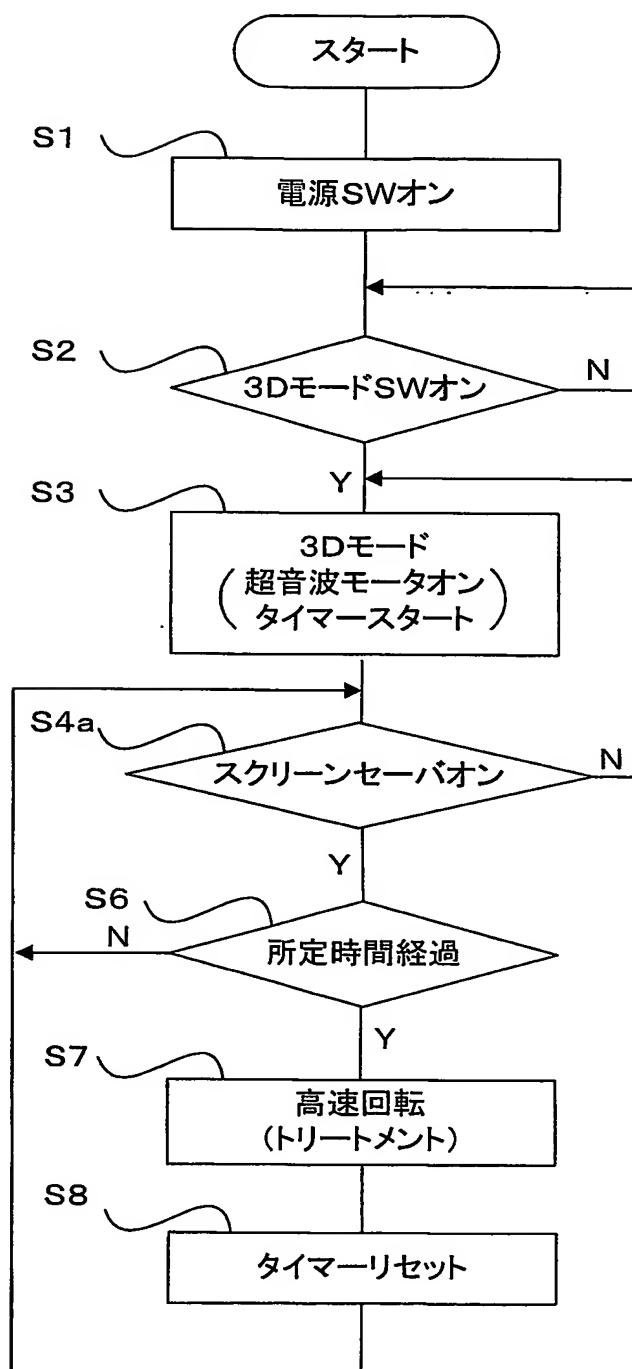 スタート
S1
電源SWオン
S2
3DモードSWオン
N
Y
S3
3Dモード
(超音波モータオン
タイマースタート)
S4a
スクリーンセーバオン
N
Y
S6
N
所定時間経過
Y
S7
高速回転
(トリートメント)
S8
タイマーリセット